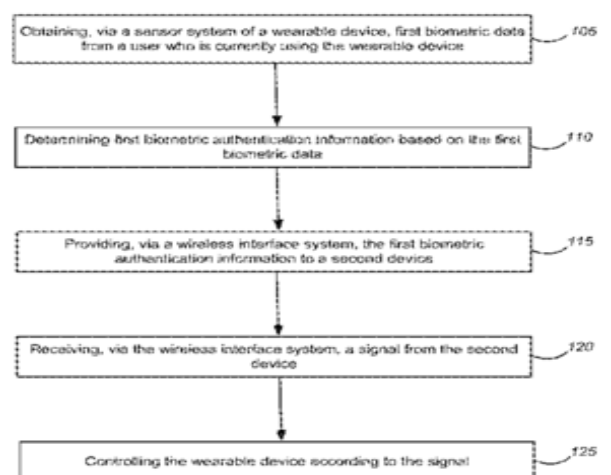 Obtaining, via a sensor system of a wearable device, first biometric data
from a user who is currently using the wearable device
105
Determining first biometric authentication information based on the first
biometric data
110
Providing, via a wireless interface system, the first biometric
authentication information to a second device
115
Receiving, via the wireless interface system, a signal from the second
device
120
Controlling the wearable device according to the signal
125